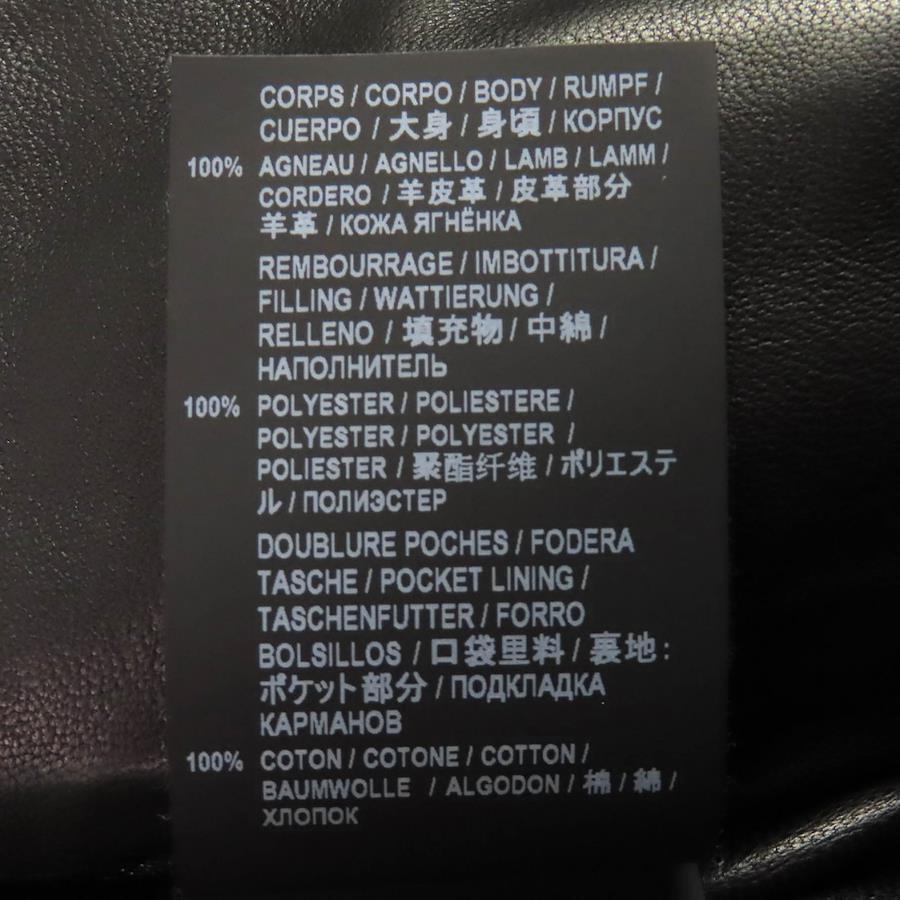 CORPS / CORPO / BODY / RUMPF /
CUERPO / 大身 / 身頃 / КОРПУС
100% AGNEAU / AGNELLO / LAMB / LAMM /
CORDERO / 羊皮革 / 皮革部分
羊革 / КОЖА ЯГНЁНКА
REMBOURRAGE / IMBOTTITURA /
FILLING / WATTIERUNG /
RELLENO / 填充物 / 中綿 /
НАПОЛНИТЕЛЬ
100% POLYESTER / POLIESTERE /
POLYESTER / POLYESTER /
POLIESTER / 聚酯纤维 / ポリエステ
ル / ПОЛИЭСТЕР
DOUBLURE POCHES / FODERA
TASCHE / POCKET LINING /
TASCHENFUTTER / FORRO
BOLSILLOS / 口袋里料 / 裏地:
ポケット部分 / ПОДКЛАДКА
КАРМАНОВ
100% COTON / COTONE / COTTON /
BAUMWOLLE / ALGODON / 棉 / 綿 /
ХЛОПОК